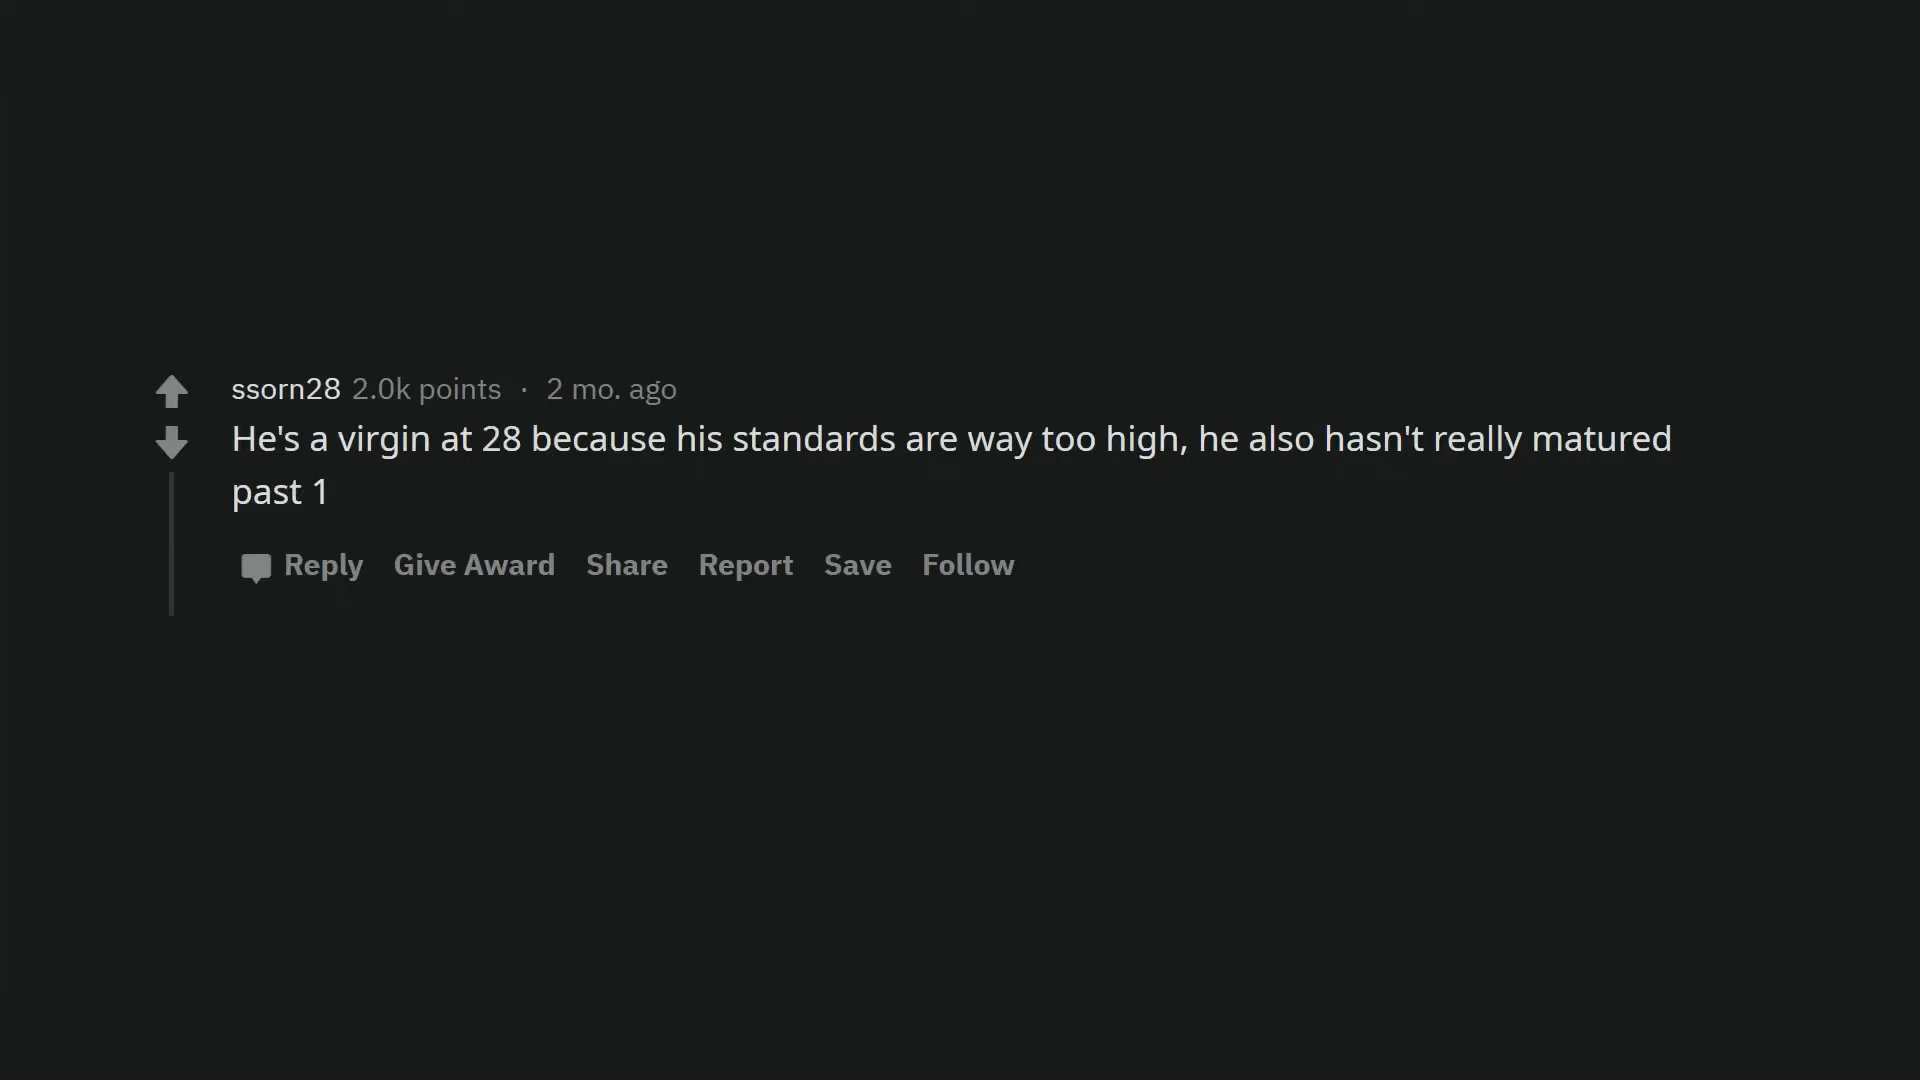 ssorn28 2.0k points · 2 mo. ago
He's a virgin at 28 because his standards are way too high, he also hasn't really matured
past 1
Reply Give Award Share Report Save Follow